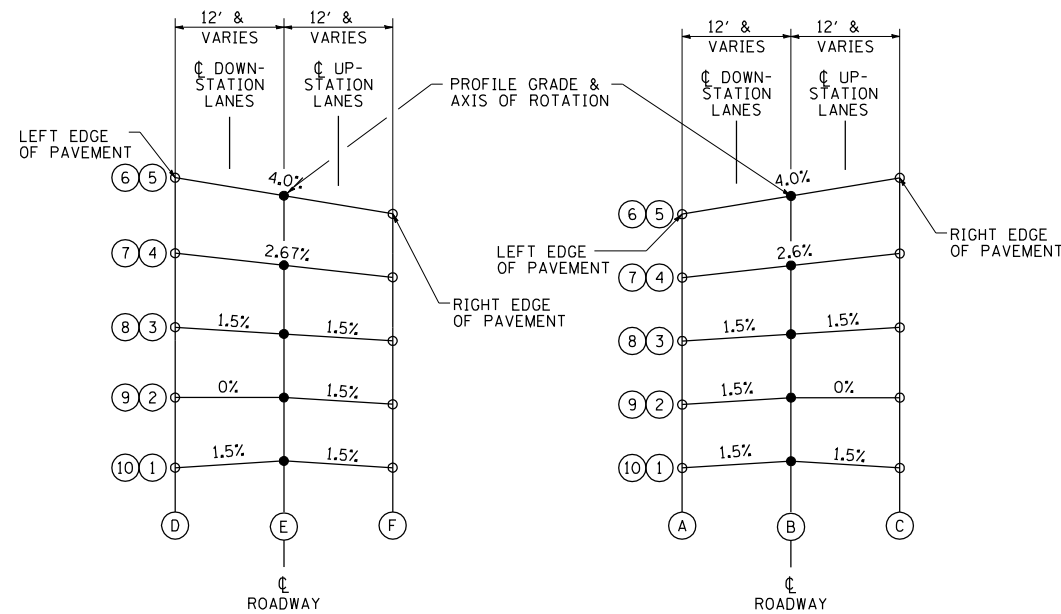 12' &
VARIES
12' &
VARIES
℄ DOWN-
STATION
LANES
℄ UP-
STATION
LANES
LEFT EDGE
OF PAVEMENT
6 5
4.0%
7 4
2.67%
8 3
1.5%
1.5%
9 2
0%
1.5%
10 1
1.5%
1.5%
D
E
F
℄
ROADWAY
RIGHT EDGE
OF PAVEMENT
PROFILE GRADE &
AXIS OF ROTATION
12' &
VARIES
12' &
VARIES
℄ DOWN-
STATION
LANES
℄ UP-
STATION
LANES
4.0%
6 5
LEFT EDGE
OF PAVEMENT
RIGHT EDGE
OF PAVEMENT
2.6%
7 4
8 3
1.5%
1.5%
9 2
1.5%
0%
10 1
1.5%
1.5%
A
B
C
℄
ROADWAY